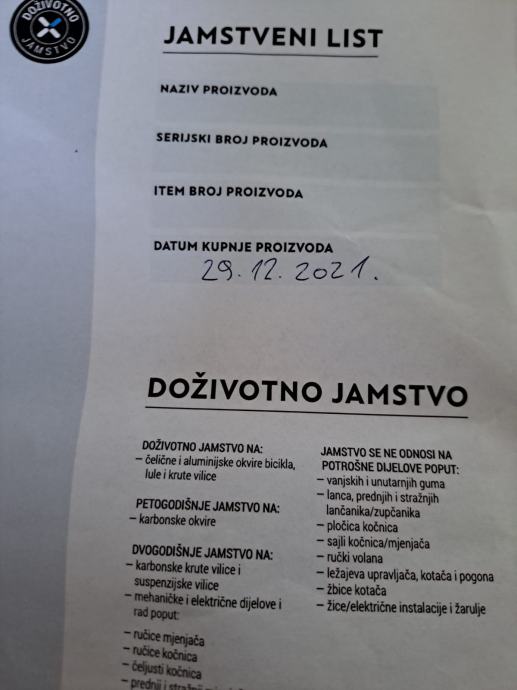 DOŽIVOTNO
JAMSTVO
JAMSTVENI LIST
NAZIV PROIZVODA
SERIJSKI BROJ PROIZVODA
ITEM BROJ PROIZVODA
DATUM KUPNJE PROIZVODA
29.12.2021.
DOŽIVOTNO JAMSTVO
DOŽIVOTNO JAMSTVO NA:
– čelične i aluminijske okvire bicikla,
lule i krute vilice
PETOGODIŠNJE JAMSTVO NA:
– karbonske okvire
DVOGODIŠNJE JAMSTVO NA:
– karbonske krute vilice i
suspenzijske vilice
– mehaničke i električne dijelove i
rad poput:
– ručice mjenjača
– ručice kočnica
– čeljusti kočnica
– prednji i
JAMSTVO SE NE ODNOSI NA
POTROŠNE DIJELOVE POPUT:
– vanjskih i unutarnjih guma
– lanca, prednjih i stražnjih
lančanika/zupčanika
– pločica kočnica
– sajli kočnica/mjenjača
– ručki volana
– ležajeva upravljača, kotača i pogona
– žbice kotača
– žice/električne instalacije i žarulje